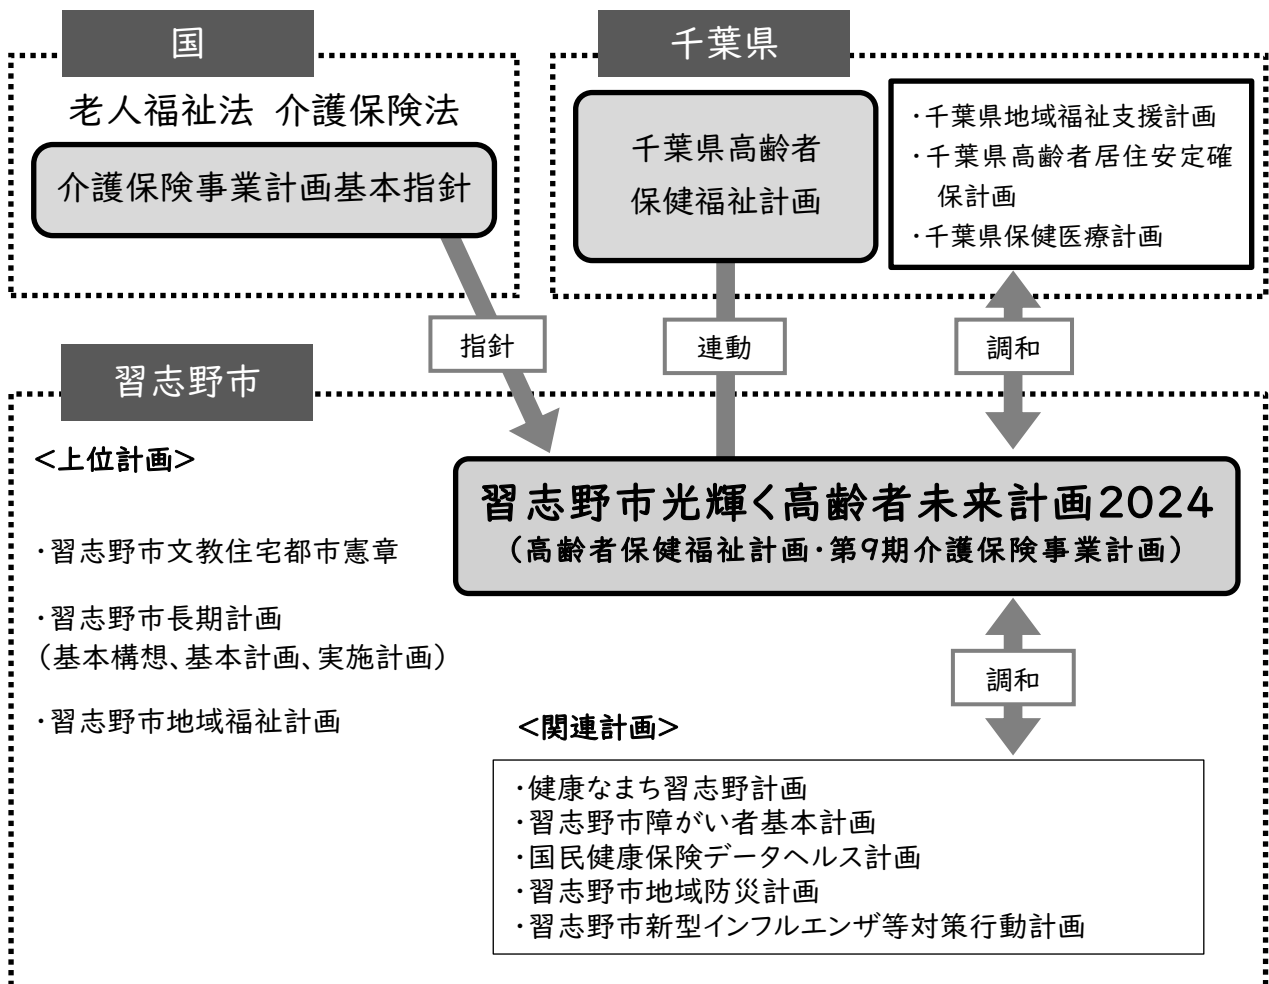 国
老人福祉法 介護保険法
介護保険事業計画基本指針
千葉県
千葉県高齢者
保健福祉計画
・千葉県地域福祉支援計画
・千葉県高齢者居住安定確
保計画
・千葉県保健医療計画
指針
連動
調和
習志野市
<上位計画>
・習志野市文教住宅都市憲章
・習志野市長期計画
(基本構想、基本計画、実施計画)
・習志野市地域福祉計画
習志野市光輝く高齢者未来計画2024
(高齢者保健福祉計画・第9期介護保険事業計画)
調和
<関連計画>
・健康なまち習志野計画
・習志野市障がい者基本計画
・国民健康保険データヘルス計画
・習志野市地域防災計画
・習志野市新型インフルエンザ等対策行動計画